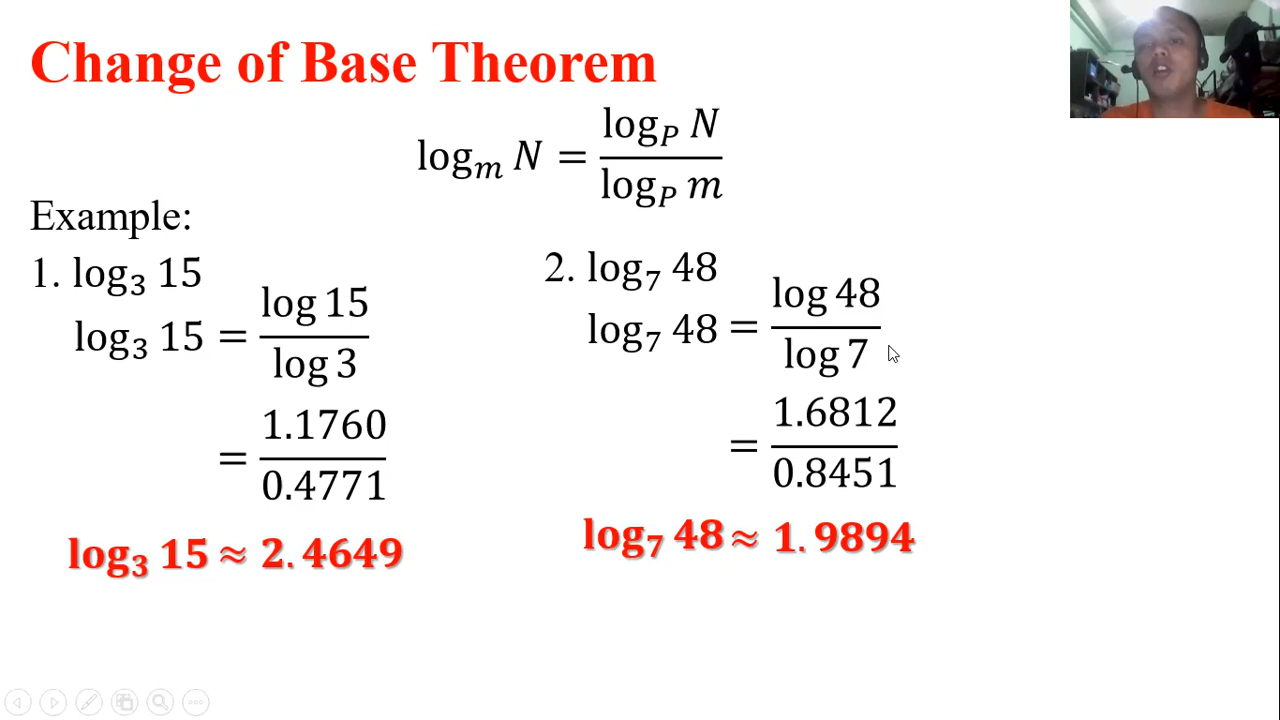 Change of Base Theorem
log_m N = log_P N / log_P m
Example:
1. log_3 15
log_3 15 = log 15 / log 3
= 1.1760 / 0.4771
log_3 15 ≈ 2.4649
2. log_7 48
log_7 48 = log 48 / log 7
= 1.6812 / 0.8451
log_7 48 ≈ 1.9894